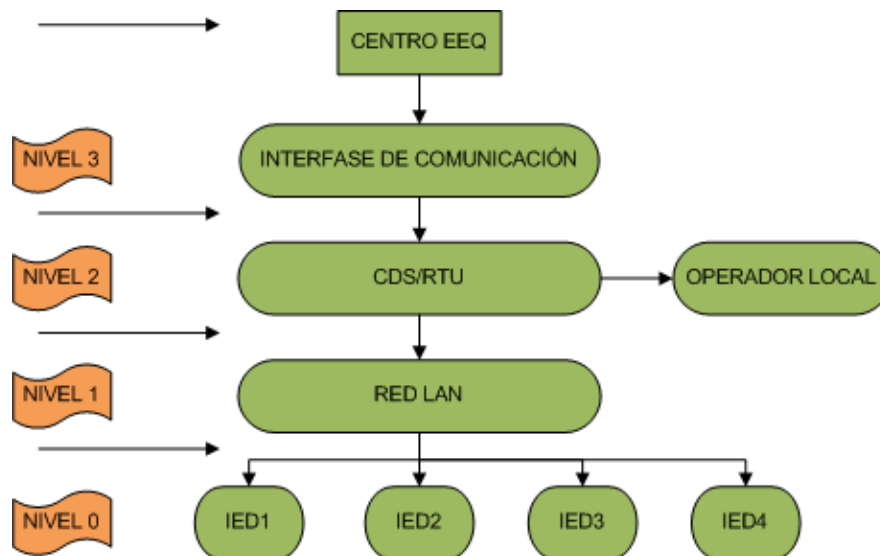 CENTRO EEQ
NIVEL 3
INTERFASE DE COMUNICACIÓN
NIVEL 2
CDS/RTU
OPERADOR LOCAL
NIVEL 1
RED LAN
NIVEL 0
IED1
IED2
IED3
IED4